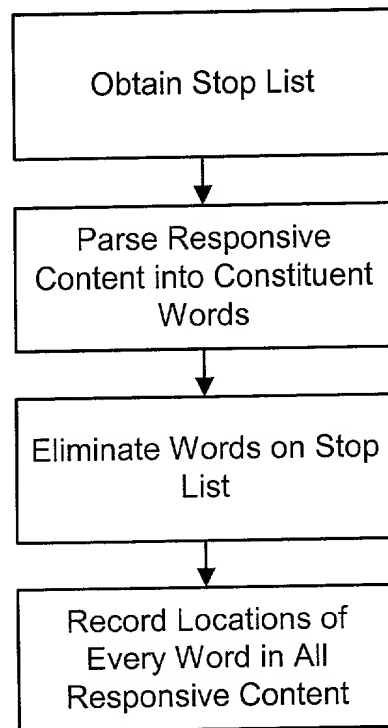 Obtain Stop List
Parse Responsive
Content into Constituent
Words
Eliminate Words on Stop
List
Record Locations of
Every Word in All
Responsive Content